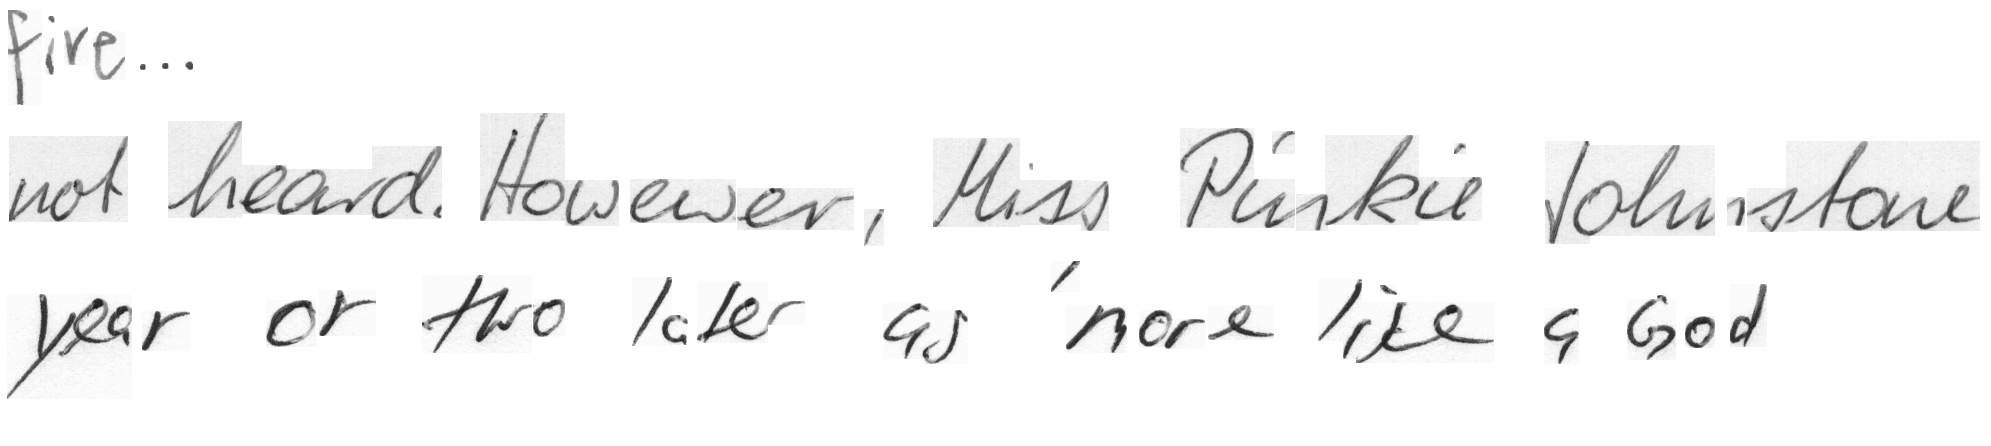 fire...
not heard. However, Miss Pinkie Johnstone
year or two later as 'more like a God